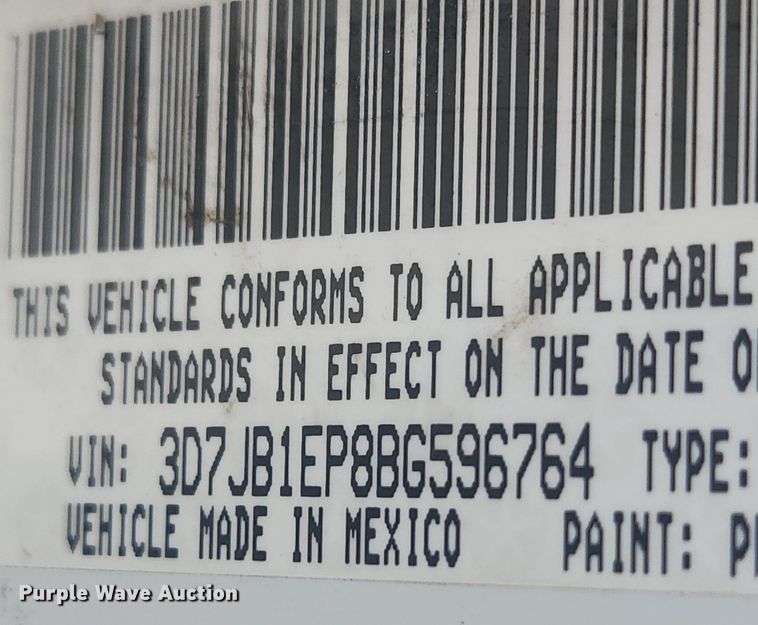 THIS VEHICLE CONFORMS TO ALL APPLICABLE
STANDARDS IN EFFECT ON THE DATE
VIN: 3D7JB1EP8BG596764 TYPE:
VEHICLE MADE IN MEXICO PAINT:
Purple Wave Auction